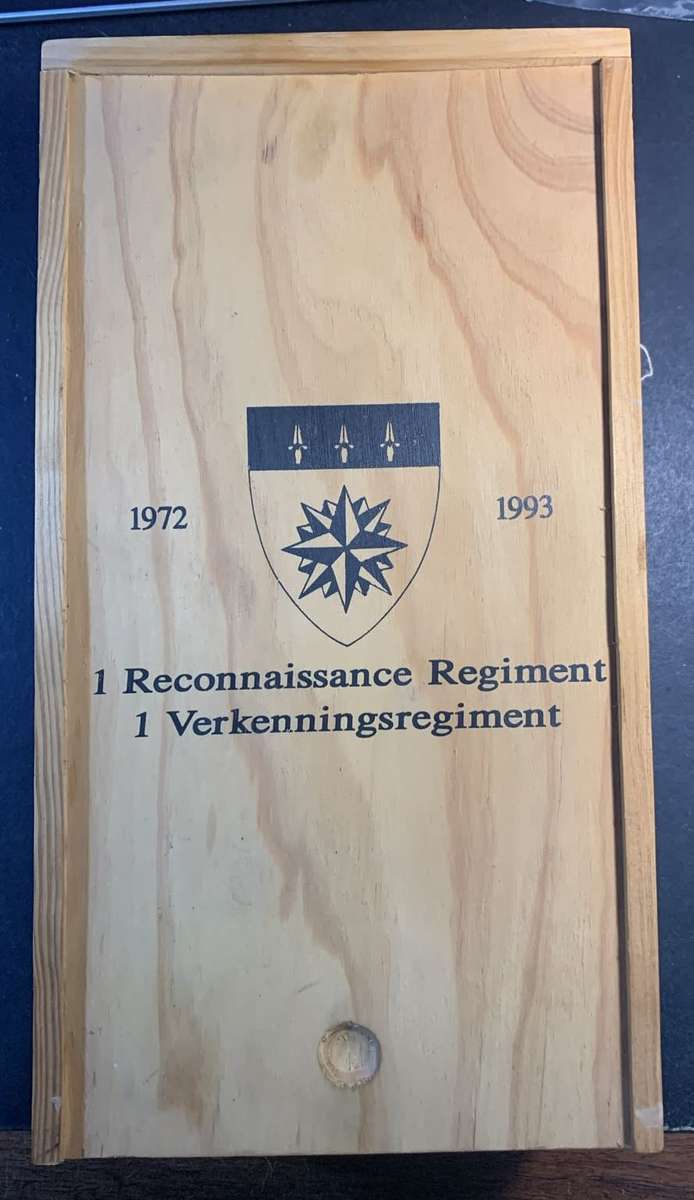 1972 1993
1 Reconnaissance Regiment
1 Verkenningsregiment